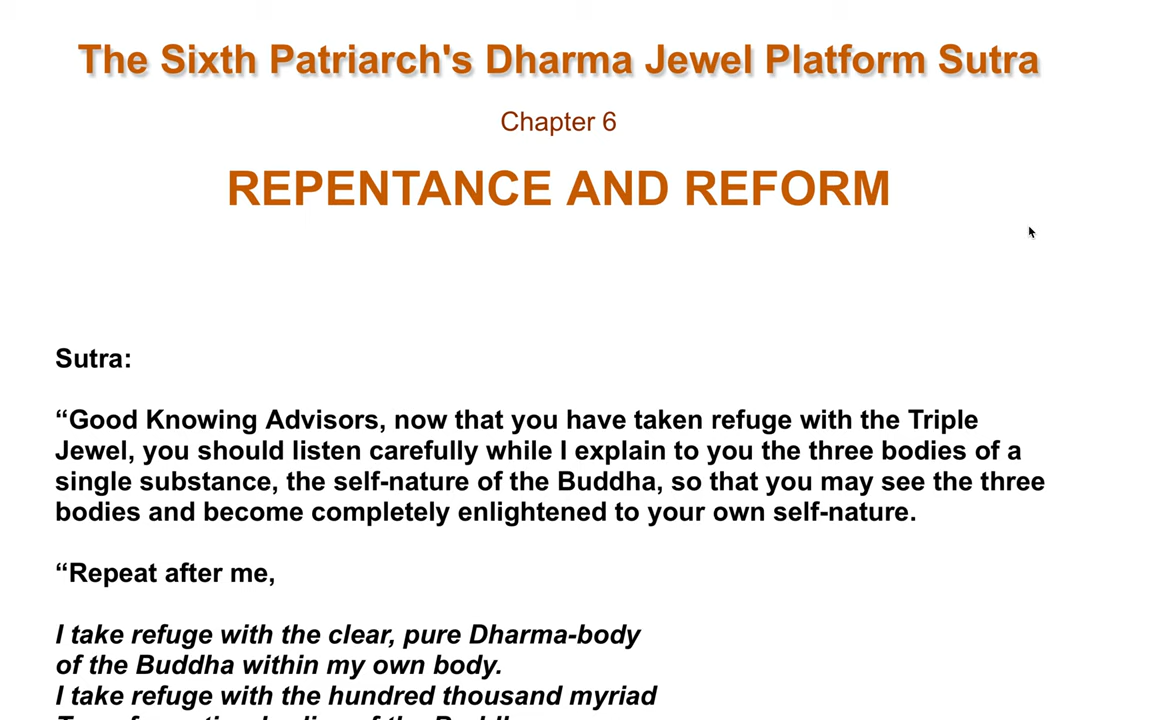 The Sixth Patriarch's Dharma Jewel Platform Sutra
Chapter 6
REPENTANCE AND REFORM
Sutra:
“Good Knowing Advisors, now that you have taken refuge with the Triple
Jewel, you should listen carefully while I explain to you the three bodies of a
single substance, the self-nature of the Buddha, so that you may see the three
bodies and become completely enlightened to your own self-nature.
“Repeat after me,
I take refuge with the clear, pure Dharma-body
of the Buddha within my own body.
I take refuge with the hundred thousand myriad